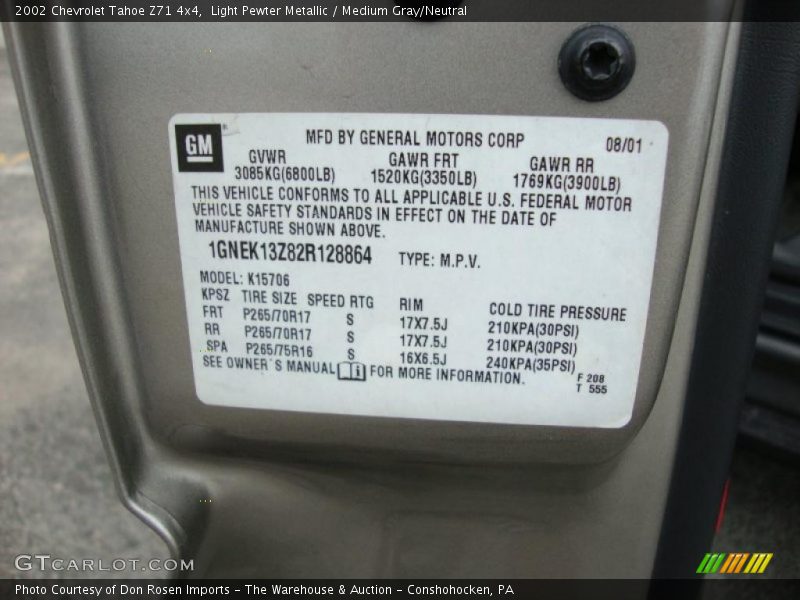 2002 Chevrolet Tahoe Z71 4x4,  Light Pewter Metallic / Medium Gray/Neutral
GM
MFD BY GENERAL MOTORS CORP 08/01
GVWR GAWR FRT GAWR RR
3085KG(6800LB) 1520KG(3350LB) 1769KG(3900LB)
THIS VEHICLE CONFORMS TO ALL APPLICABLE U.S. FEDERAL MOTOR
VEHICLE SAFETY STANDARDS IN EFFECT ON THE DATE OF
MANUFACTURE SHOWN ABOVE.
1GNEK13Z82R128864 TYPE: M.P.V.
MODEL: K15706
KPSZ TIRE SIZE SPEED RTG RIM COLD TIRE PRESSURE
FRT P265/70R17 S 17X7.5J 210KPA(30PSI)
RR P265/70R17 S 17X7.5J 210KPA(30PSI)
SPA P265/75R16 S 16X6.5J 240KPA(35PSI)
SEE OWNER'S MANUAL FOR MORE INFORMATION.
F 208
T 555
GTCARLOT.COM
Photo Courtesy of Don Rosen Imports - The Warehouse & Auction - Conshohocken, PA